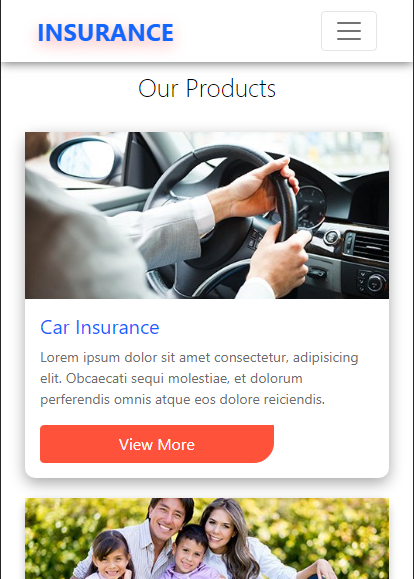 INSURANCE
Our Products
Car Insurance
Lorem ipsum dolor sit amet consectetur, adipisicing
elit. Obcaecati sequi molestiae, et dolorum
perferendis omnis atque eos dolore reiciendis.
View More